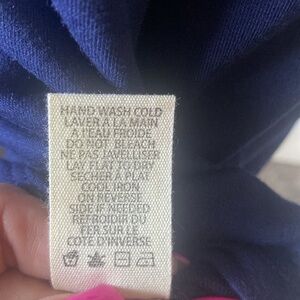 HAND WASH COLD
LAVER A LA MAIN
A L'EAU FROIDE
DO NOT BLEACH
NE PAS JAVELLISER
LAY FLAT TO DRY
SECHER A PLAT
COOL IRON
ON REVERSE
SIDE IF NEEDED
REFROIDIR DU
FER SUR LE
COTE D'INVERSE